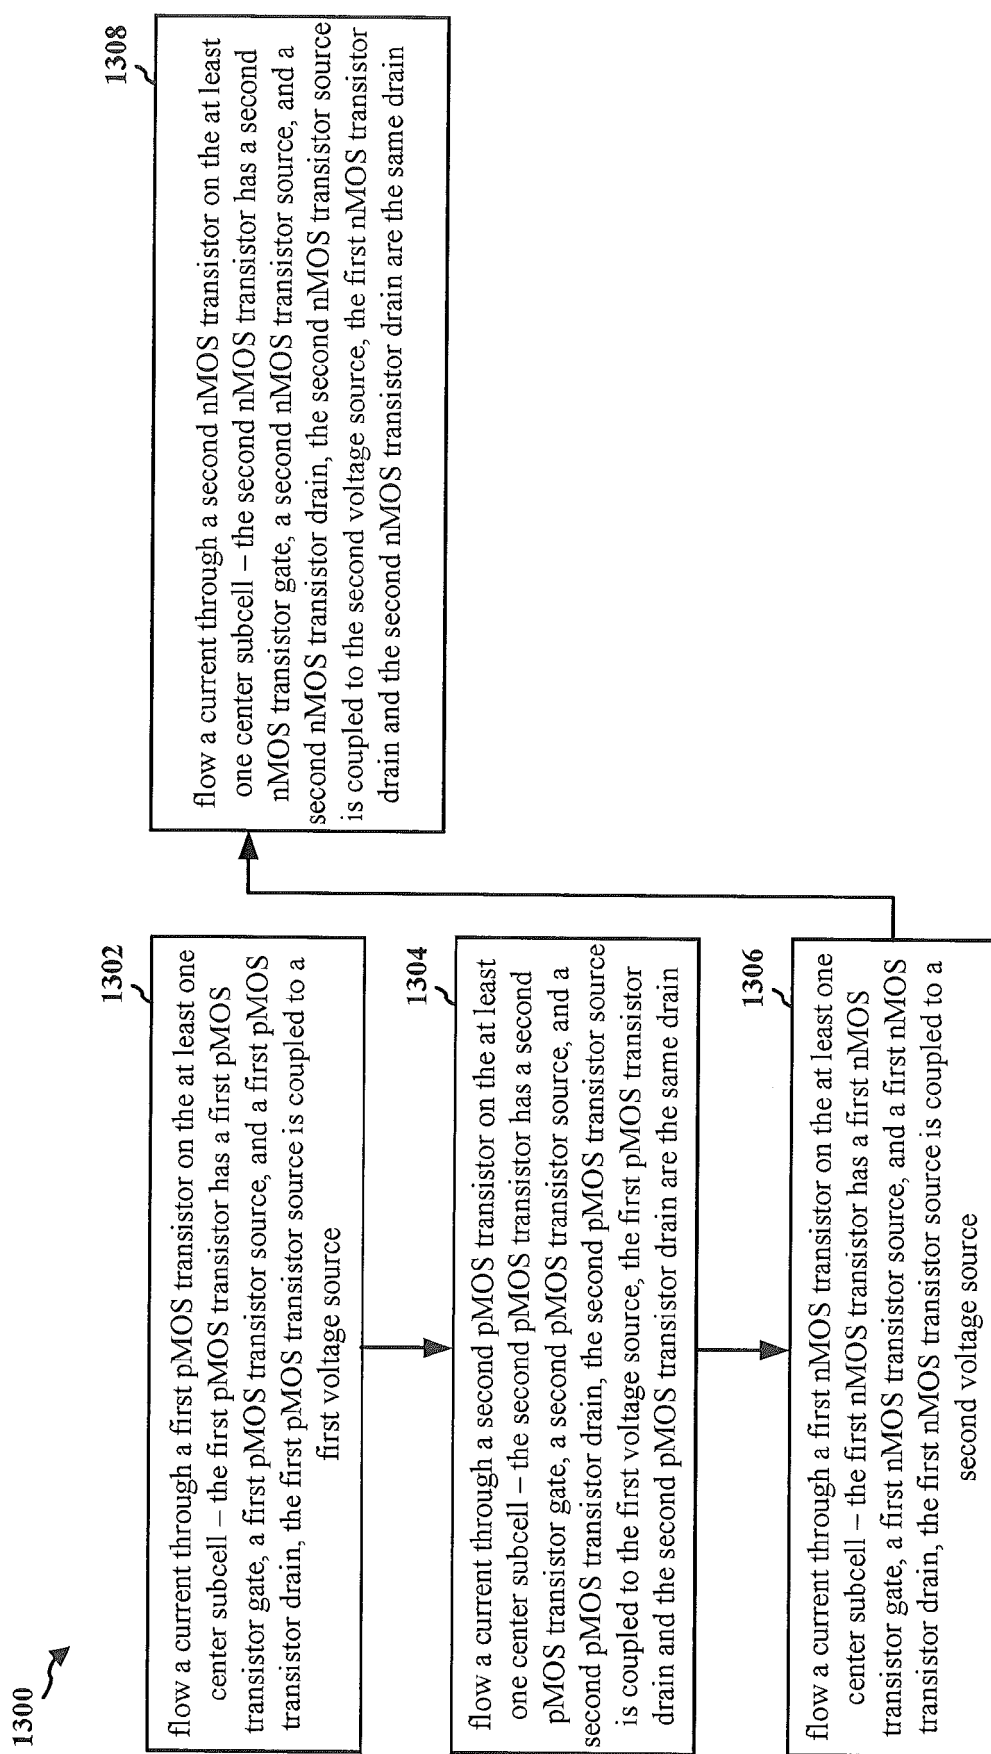 1300
1302
flow a current through a first pMOS transistor on the at least one
center subcell – the first pMOS transistor has a first pMOS
transistor gate, a first pMOS transistor source, and a first pMOS
transistor drain, the first pMOS transistor source is coupled to a
first voltage source
1304
flow a current through a second pMOS transistor on the at least
one center subcell – the second pMOS transistor has a second
pMOS transistor gate, a second pMOS transistor source, and a
second pMOS transistor drain, the second pMOS transistor source
is coupled to the first voltage source, the first pMOS transistor
drain and the second pMOS transistor drain are the same drain
1306
flow a current through a first nMOS transistor on the at least one
center subcell – the first nMOS transistor has a first nMOS
transistor gate, a first nMOS transistor source, and a first nMOS
transistor drain, the first nMOS transistor source is coupled to a
second voltage source
1308
flow a current through a second nMOS transistor on the at least
one center subcell – the second nMOS transistor has a second
nMOS transistor gate, a second nMOS transistor source, and a
second nMOS transistor drain, the second nMOS transistor source
is coupled to the second voltage source, the first nMOS transistor
drain and the second nMOS transistor drain are the same drain